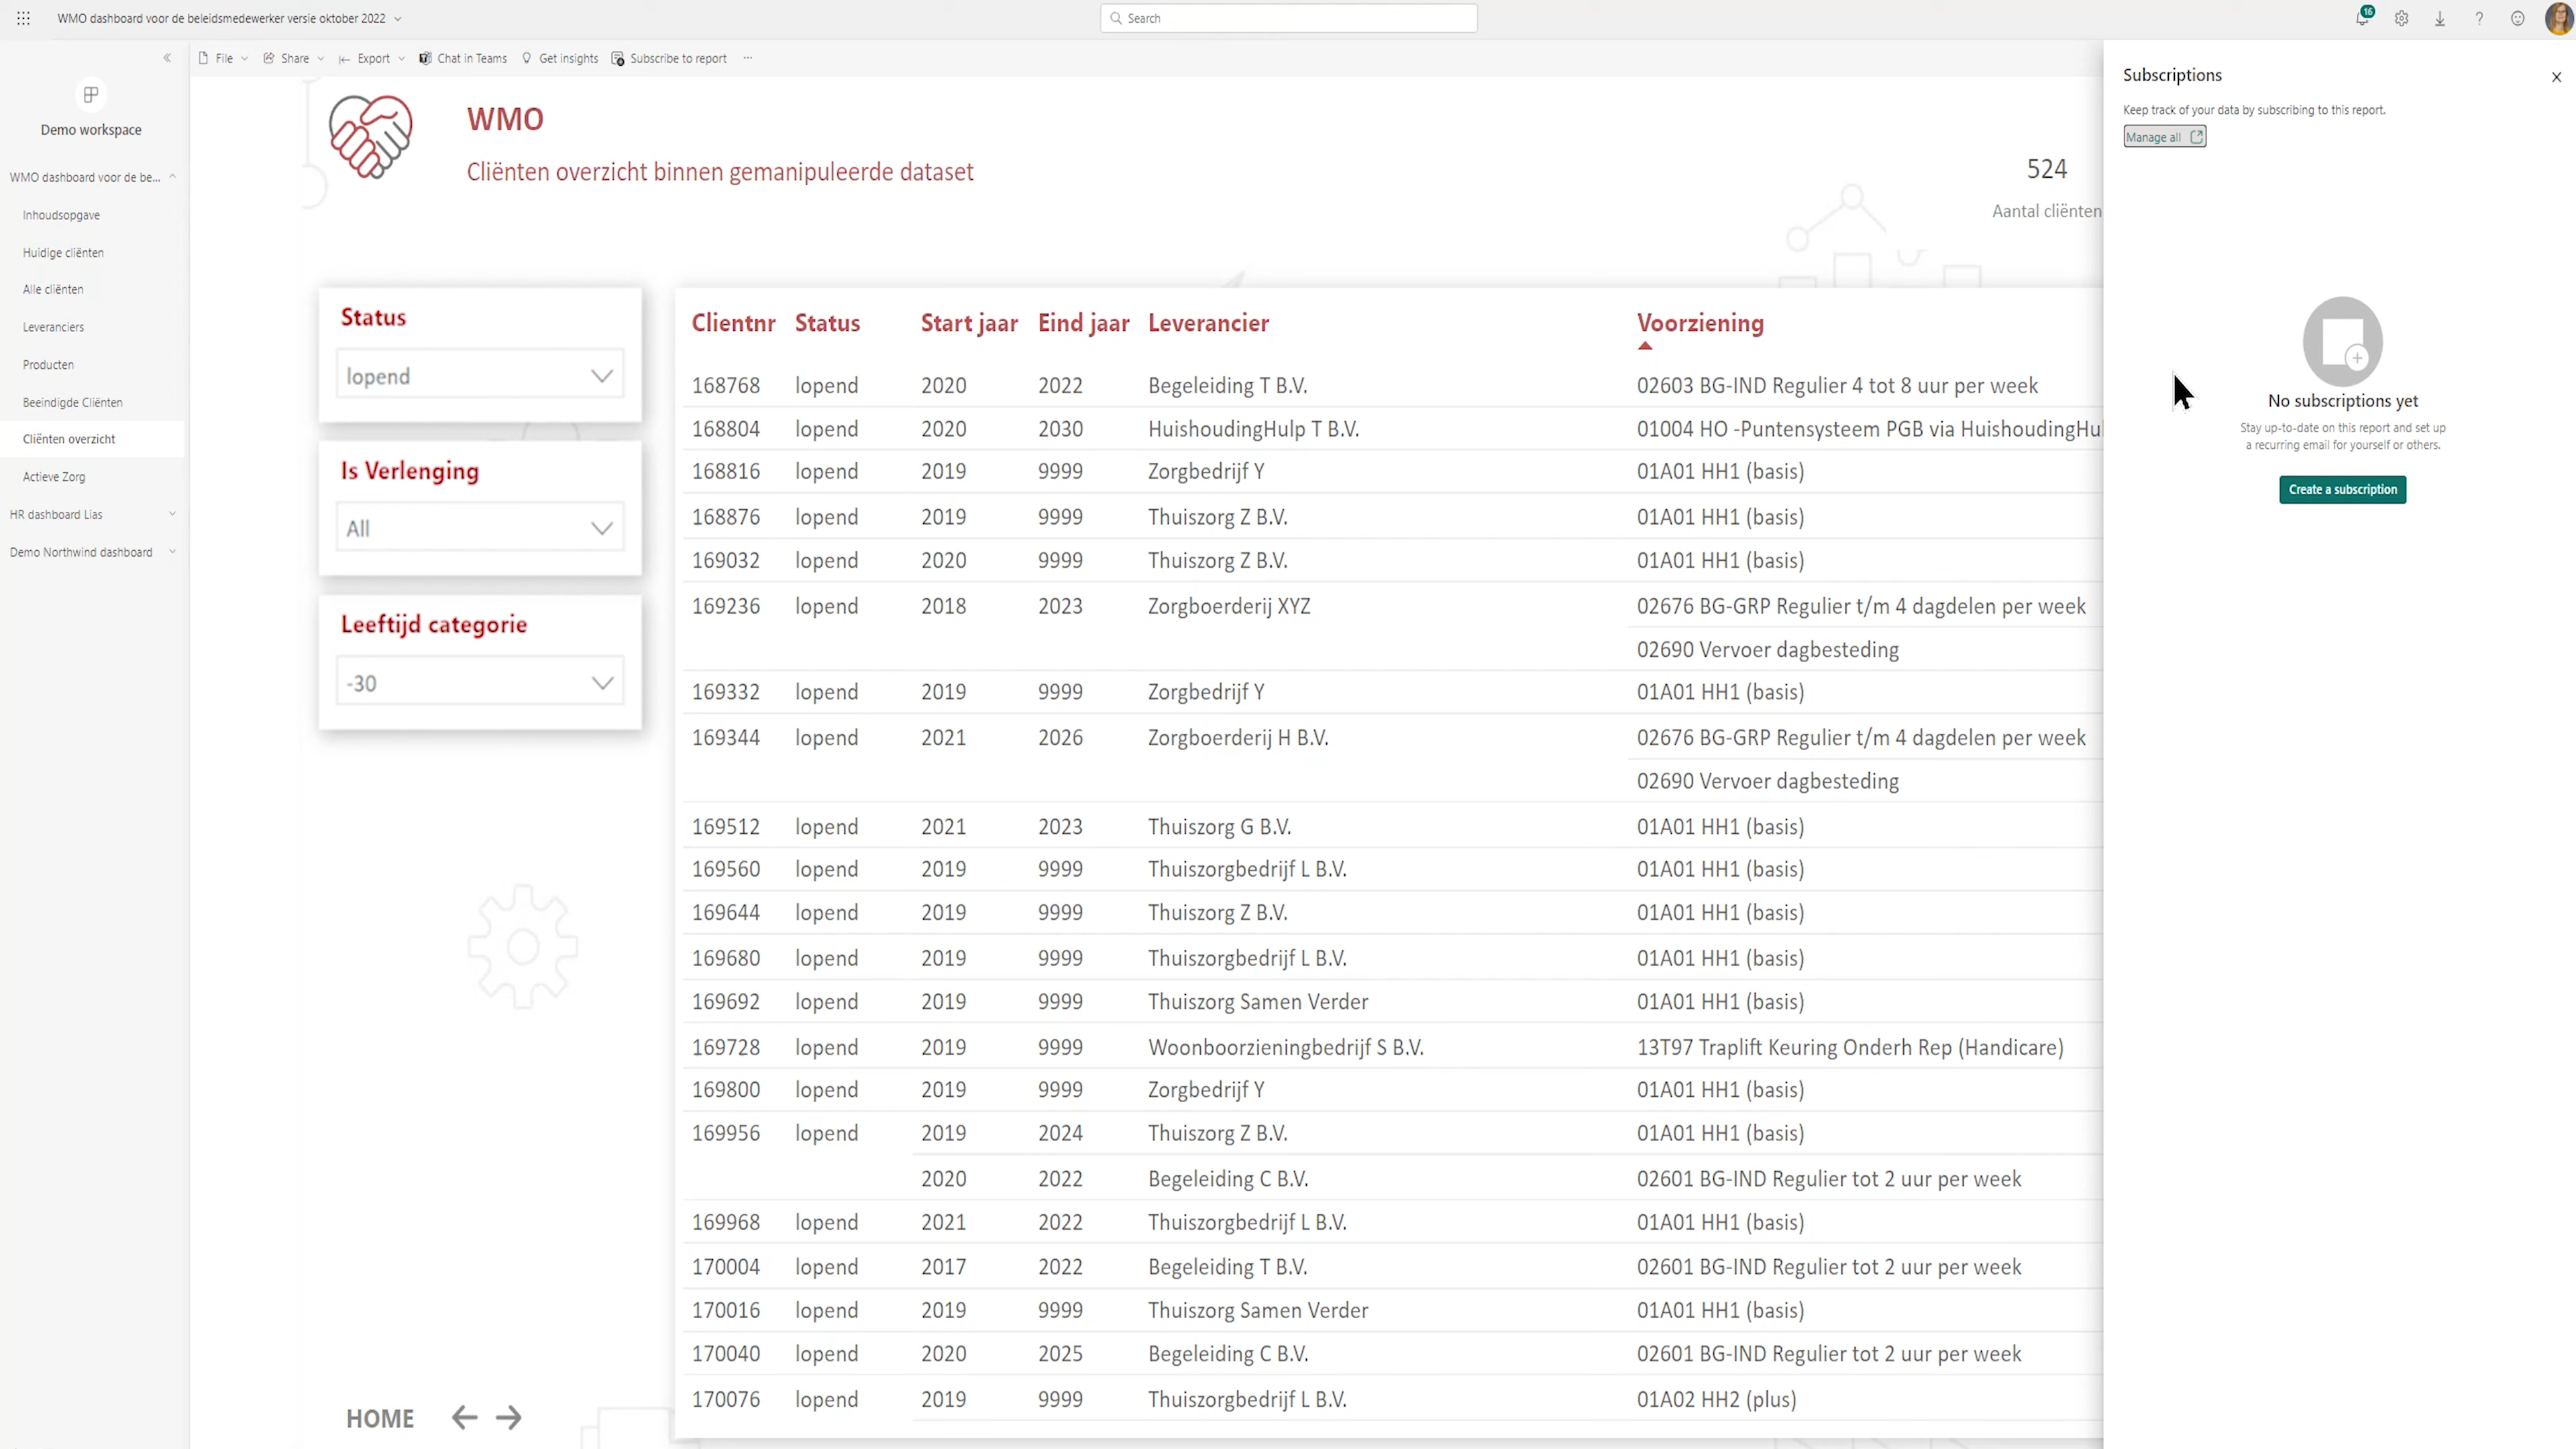 WMO dashboard voor de beleidsmedewerker versie oktober 2022
Search
16
File
Share
Export
Chat in Teams
Get insights
Subscribe to report
...
Demo workspace
WMO dashboard voor de be...
Inhoudsopgave
Huidige cliënten
Alle cliënten
Leveranciers
Producten
Beeindigde Cliënten
Cliënten overzicht
Actieve Zorg
HR dashboard Lias
Demo Northwind dashboard
WMO
Cliënten overzicht binnen gemanipuleerde dataset
524
Aantal cliënten
Status
lopend
Is Verlenging
All
Leeftijd categorie
-30
Clientnr Status Start jaar Eind jaar Leverancier Voorziening
168768 lopend 2020 2022 Begeleiding T B.V. 02603 BG-IND Regulier 4 tot 8 uur per week
168804 lopend 2020 2030 HuishoudingHulp T B.V. 01004 HO -Puntensysteem PGB via HuishoudingHul
168816 lopend 2019 9999 Zorgbedrijf Y 01A01 HH1 (basis)
168876 lopend 2019 9999 Thuiszorg Z B.V. 01A01 HH1 (basis)
169032 lopend 2020 9999 Thuiszorg Z B.V. 01A01 HH1 (basis)
169236 lopend 2018 2023 Zorgboerderij XYZ 02676 BG-GRP Regulier t/m 4 dagdelen per week
02690 Vervoer dagbesteding
169332 lopend 2019 9999 Zorgbedrijf Y 01A01 HH1 (basis)
169344 lopend 2021 2026 Zorgboerderij H B.V. 02676 BG-GRP Regulier t/m 4 dagdelen per week
02690 Vervoer dagbesteding
169512 lopend 2021 2023 Thuiszorg G B.V. 01A01 HH1 (basis)
169560 lopend 2019 9999 Thuiszorgbedrijf L B.V. 01A01 HH1 (basis)
169644 lopend 2019 9999 Thuiszorg Z B.V. 01A01 HH1 (basis)
169680 lopend 2019 9999 Thuiszorgbedrijf L B.V. 01A01 HH1 (basis)
169692 lopend 2019 9999 Thuiszorg Samen Verder 01A01 HH1 (basis)
169728 lopend 2019 9999 Woonboorzieningbedrijf S B.V. 13T97 Traplift Keuring Onderh Rep (Handicare)
169800 lopend 2019 9999 Zorgbedrijf Y 01A01 HH1 (basis)
169956 lopend 2019 2024 Thuiszorg Z B.V. 01A01 HH1 (basis)
2020 2022 Begeleiding C B.V. 02601 BG-IND Regulier tot 2 uur per week
169968 lopend 2021 2022 Thuiszorgbedrijf L B.V. 01A01 HH1 (basis)
170004 lopend 2017 2022 Begeleiding T B.V. 02601 BG-IND Regulier tot 2 uur per week
170016 lopend 2019 9999 Thuiszorg Samen Verder 01A01 HH1 (basis)
170040 lopend 2020 2025 Begeleiding C B.V. 02601 BG-IND Regulier tot 2 uur per week
170076 lopend 2019 9999 Thuiszorgbedrijf L B.V. 01A02 HH2 (plus)
HOME
Subscriptions
Keep track of your data by subscribing to this report.
Manage all
No subscriptions yet
Stay up-to-date on this report and set up
a recurring email for yourself or others.
Create a subscription